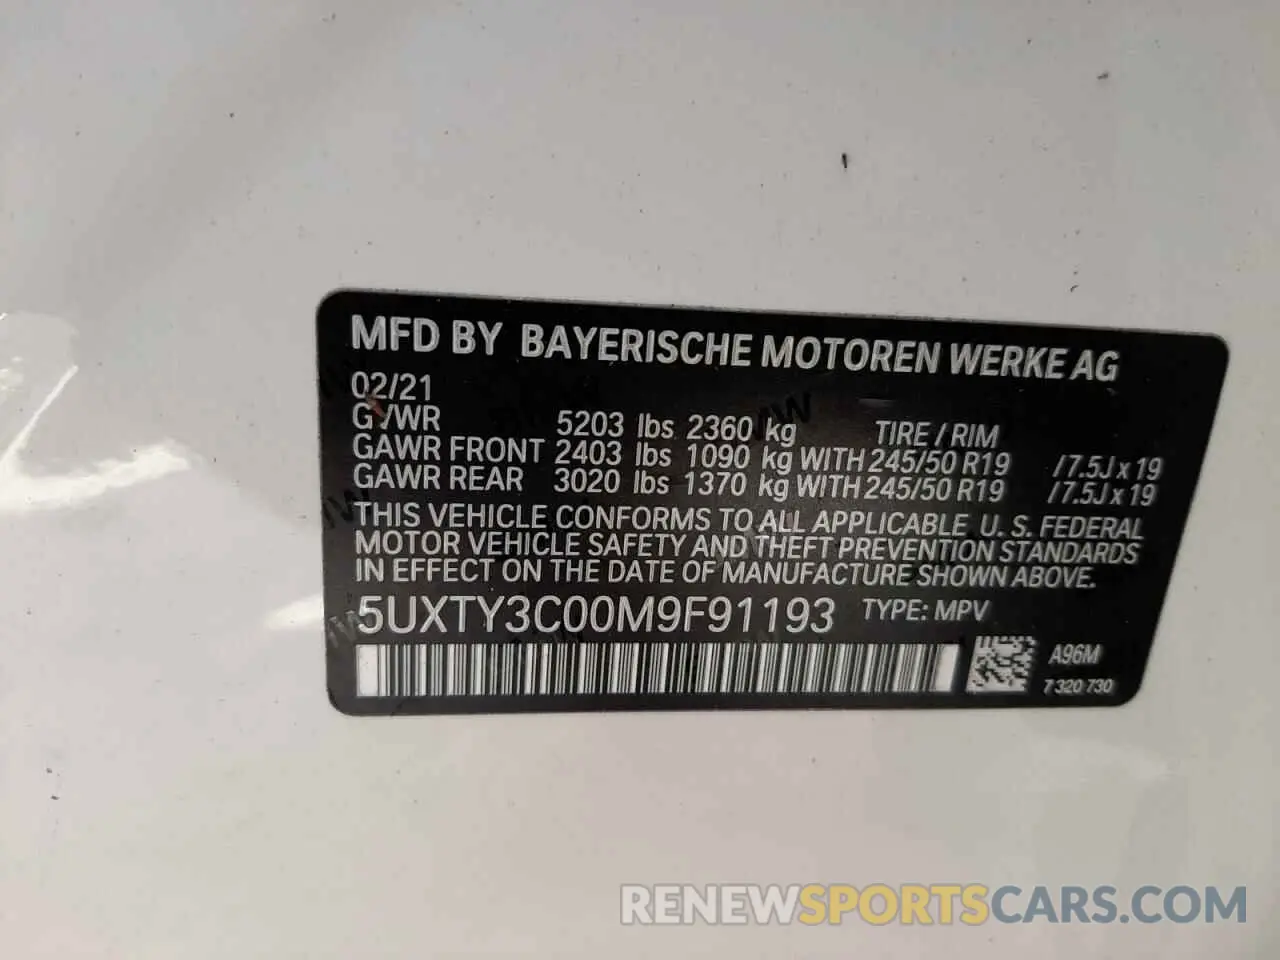 MFD BY BAYERISCHE MOTOREN WERKE AG
02/21
GVWR 5203 lbs 2360 kg TIRE / RIM
GAWR FRONT 2403 lbs 1090 kg WITH 245/50 R19 / 7.5J x 19
GAWR REAR 3020 lbs 1370 kg WITH 245/50 R19 / 7.5J x 19
THIS VEHICLE CONFORMS TO ALL APPLICABLE U. S. FEDERAL
MOTOR VEHICLE SAFETY AND THEFT PREVENTION STANDARDS
IN EFFECT ON THE DATE OF MANUFACTURE SHOWN ABOVE.
5UXTY3C00M9F91193 TYPE: MPV
A96M
7 320 730
RENEWSPORTSCARS.COM